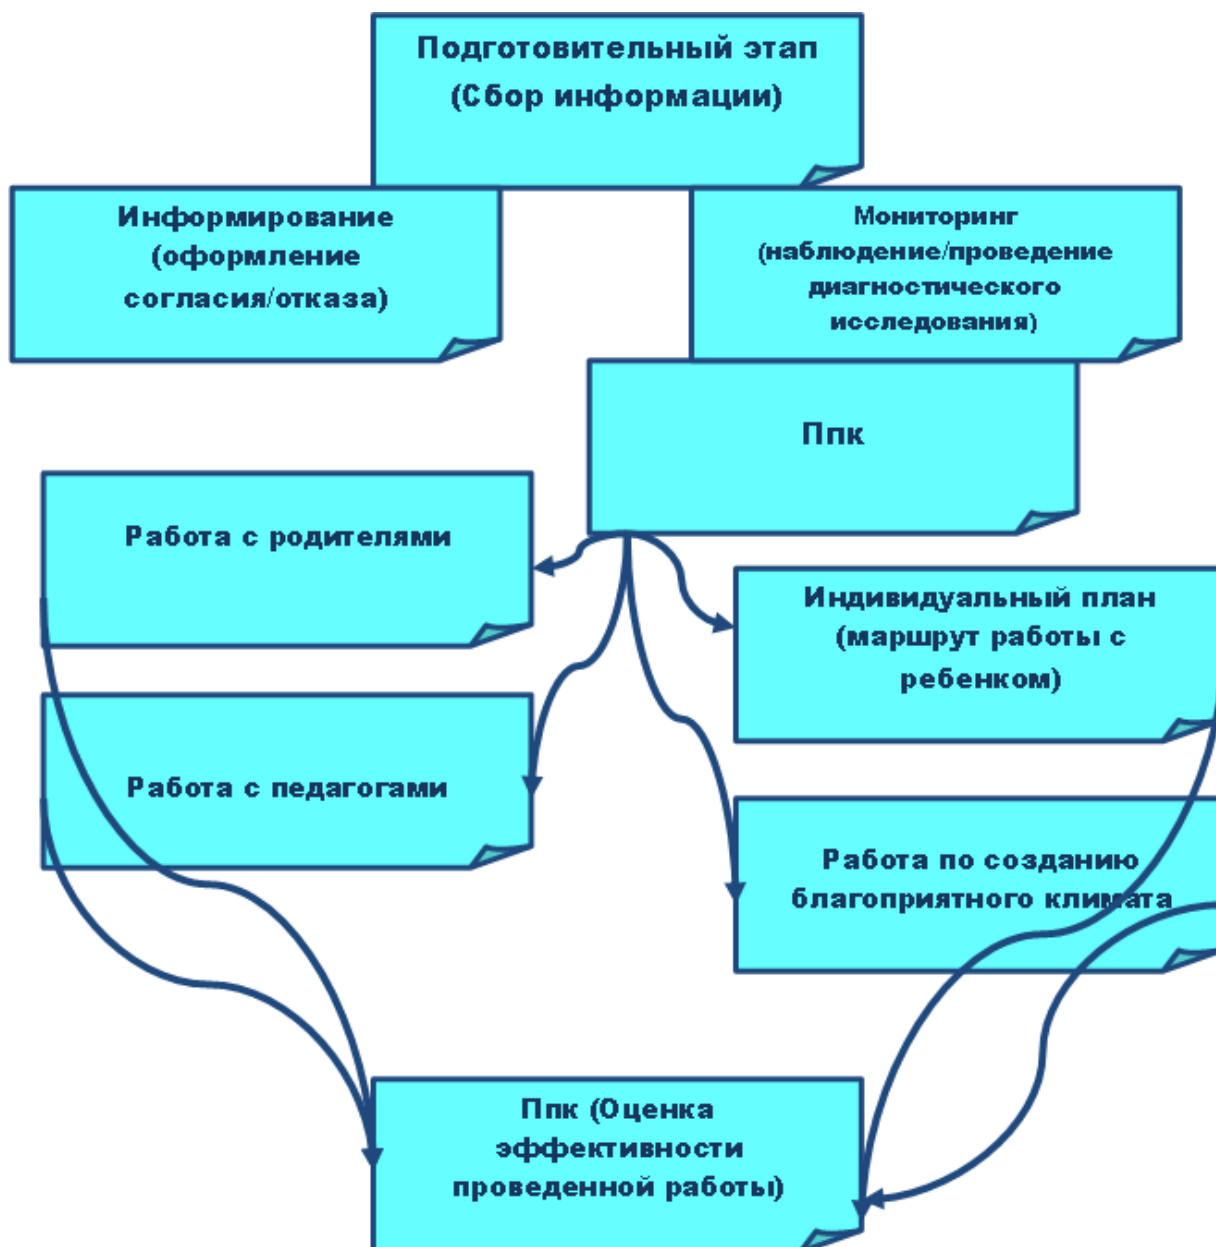 Подготовительный этап
(Сбор информации)
Информирование
(оформление
согласия/отказа)
Мониторинг
(наблюдение/проведение
диагностического
исследования)
Ппк
Работа с родителями
Индивидуальный план
(маршрут работы с
ребенком)
Работа с педагогами
Работа по созданию
благоприятного климата
Ппк (Оценка
эффективности
проведенной работы)